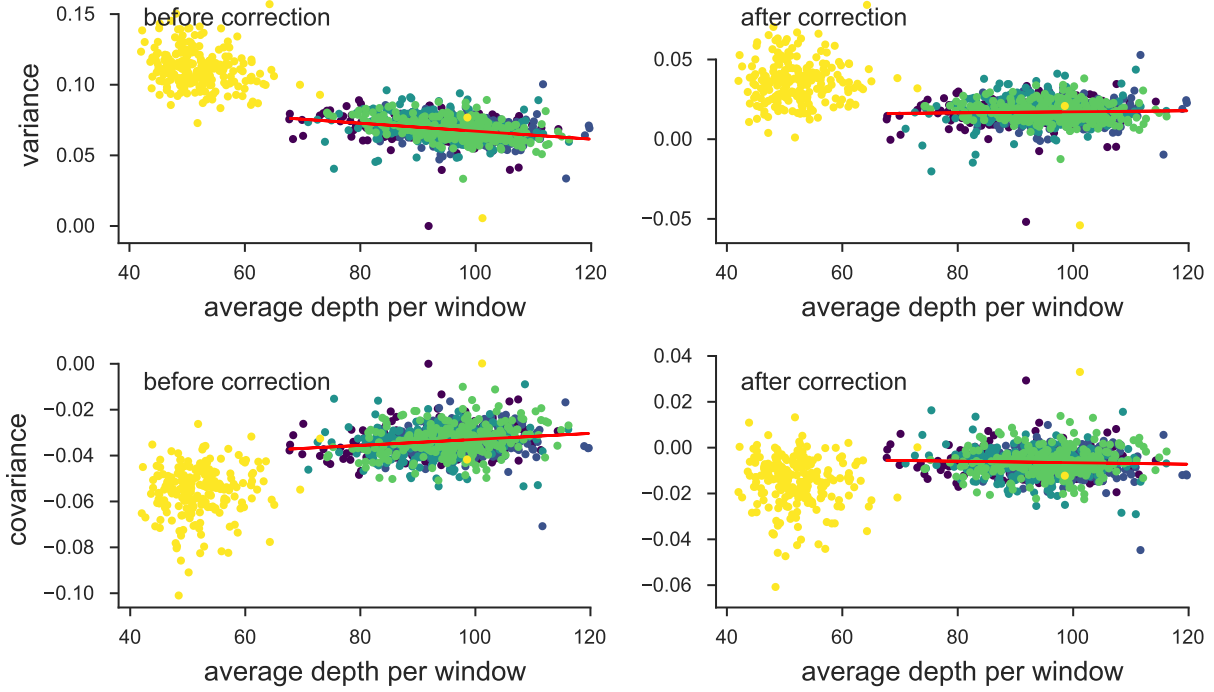 before correction
0.15
0.10
0.05
0.00
variance
40 60 80 100 120
average depth per window
after correction
0.05
0.00
−0.05
40 60 80 100 120
average depth per window
before correction
0.00
−0.02
−0.04
−0.06
−0.08
−0.10
covariance
40 60 80 100 120
average depth per window
after correction
0.04
0.02
0.00
−0.02
−0.04
−0.06
40 60 80 100 120
average depth per window